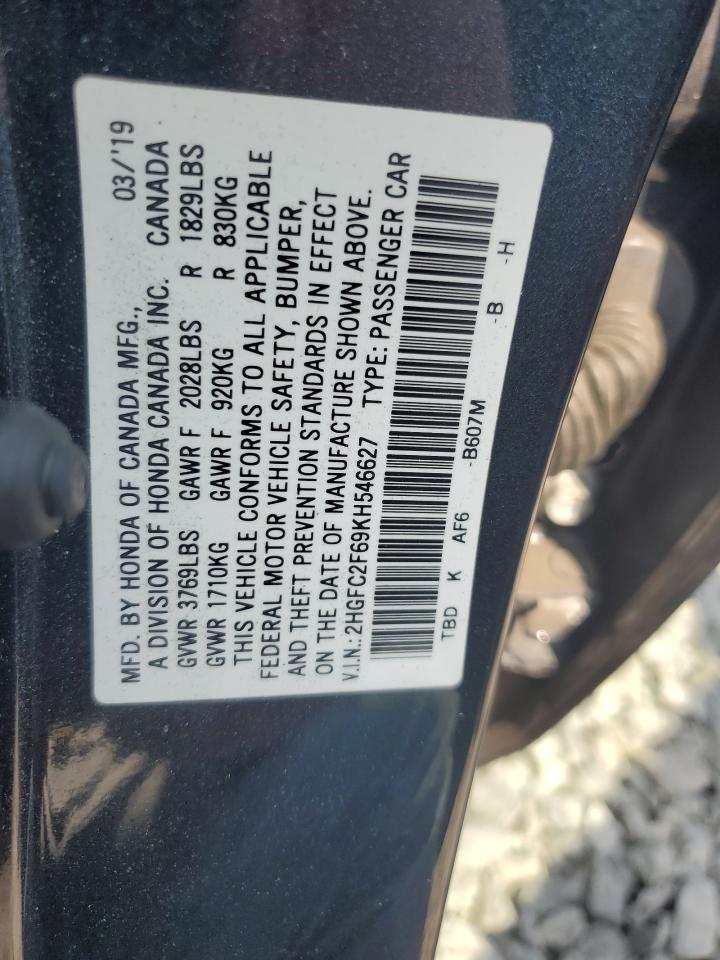 MFD. BY HONDA OF CANADA MFG., 03/'19
A DIVISION OF HONDA CANADA INC. CANADA
GVWR 3769LBS GAWR F 2028LBS R 1829LBS
GVWR 1710KG GAWR F 920KG R 830KG
THIS VEHICLE CONFORMS TO ALL APPLICABLE
FEDERAL MOTOR VEHICLE SAFETY, BUMPER,
AND THEFT PREVENTION STANDARDS IN EFFECT
ON THE DATE OF MANUFACTURE SHOWN ABOVE.
V.I.N.: 2HGFC2F69KH546627 TYPE: PASSENGER CAR
TBD K AF6 -B607M -B -H